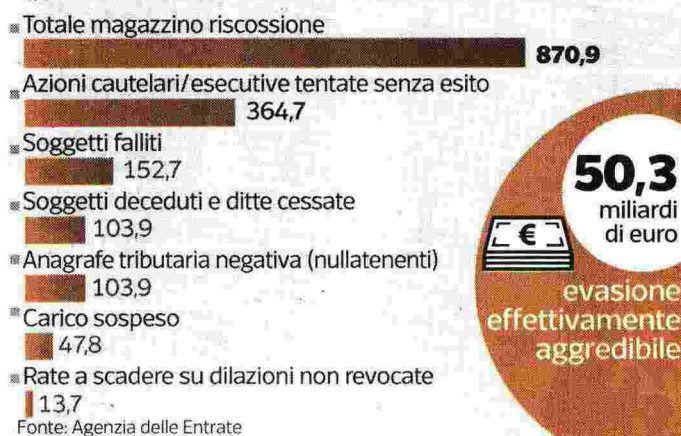 Totale magazzino riscossione
870,9
Azioni cautelari/esecutive tentate senza esito
364,7
Soggetti falliti
152,7
Soggetti deceduti e ditte cessate
103,9
Anagrafe tributaria negativa (nullatenenti)
103,9
Carico sospeso
47,8
Rate a scadere su dilazioni non revocate
13,7
Fonte: Agenzia delle Entrate
50,3
miliardi
di euro
€
evasione
effettivamente
aggredibile